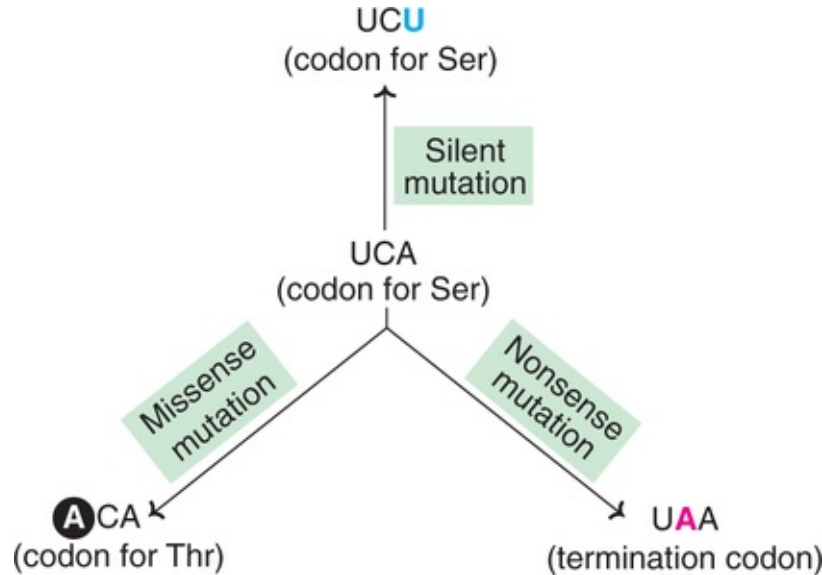 UCU
(codon for Ser)
Silent
mutation
UCA
(codon for Ser)
Missense
mutation
Nonsense
mutation
ACA
(codon for Thr)
UAA
(termination codon)